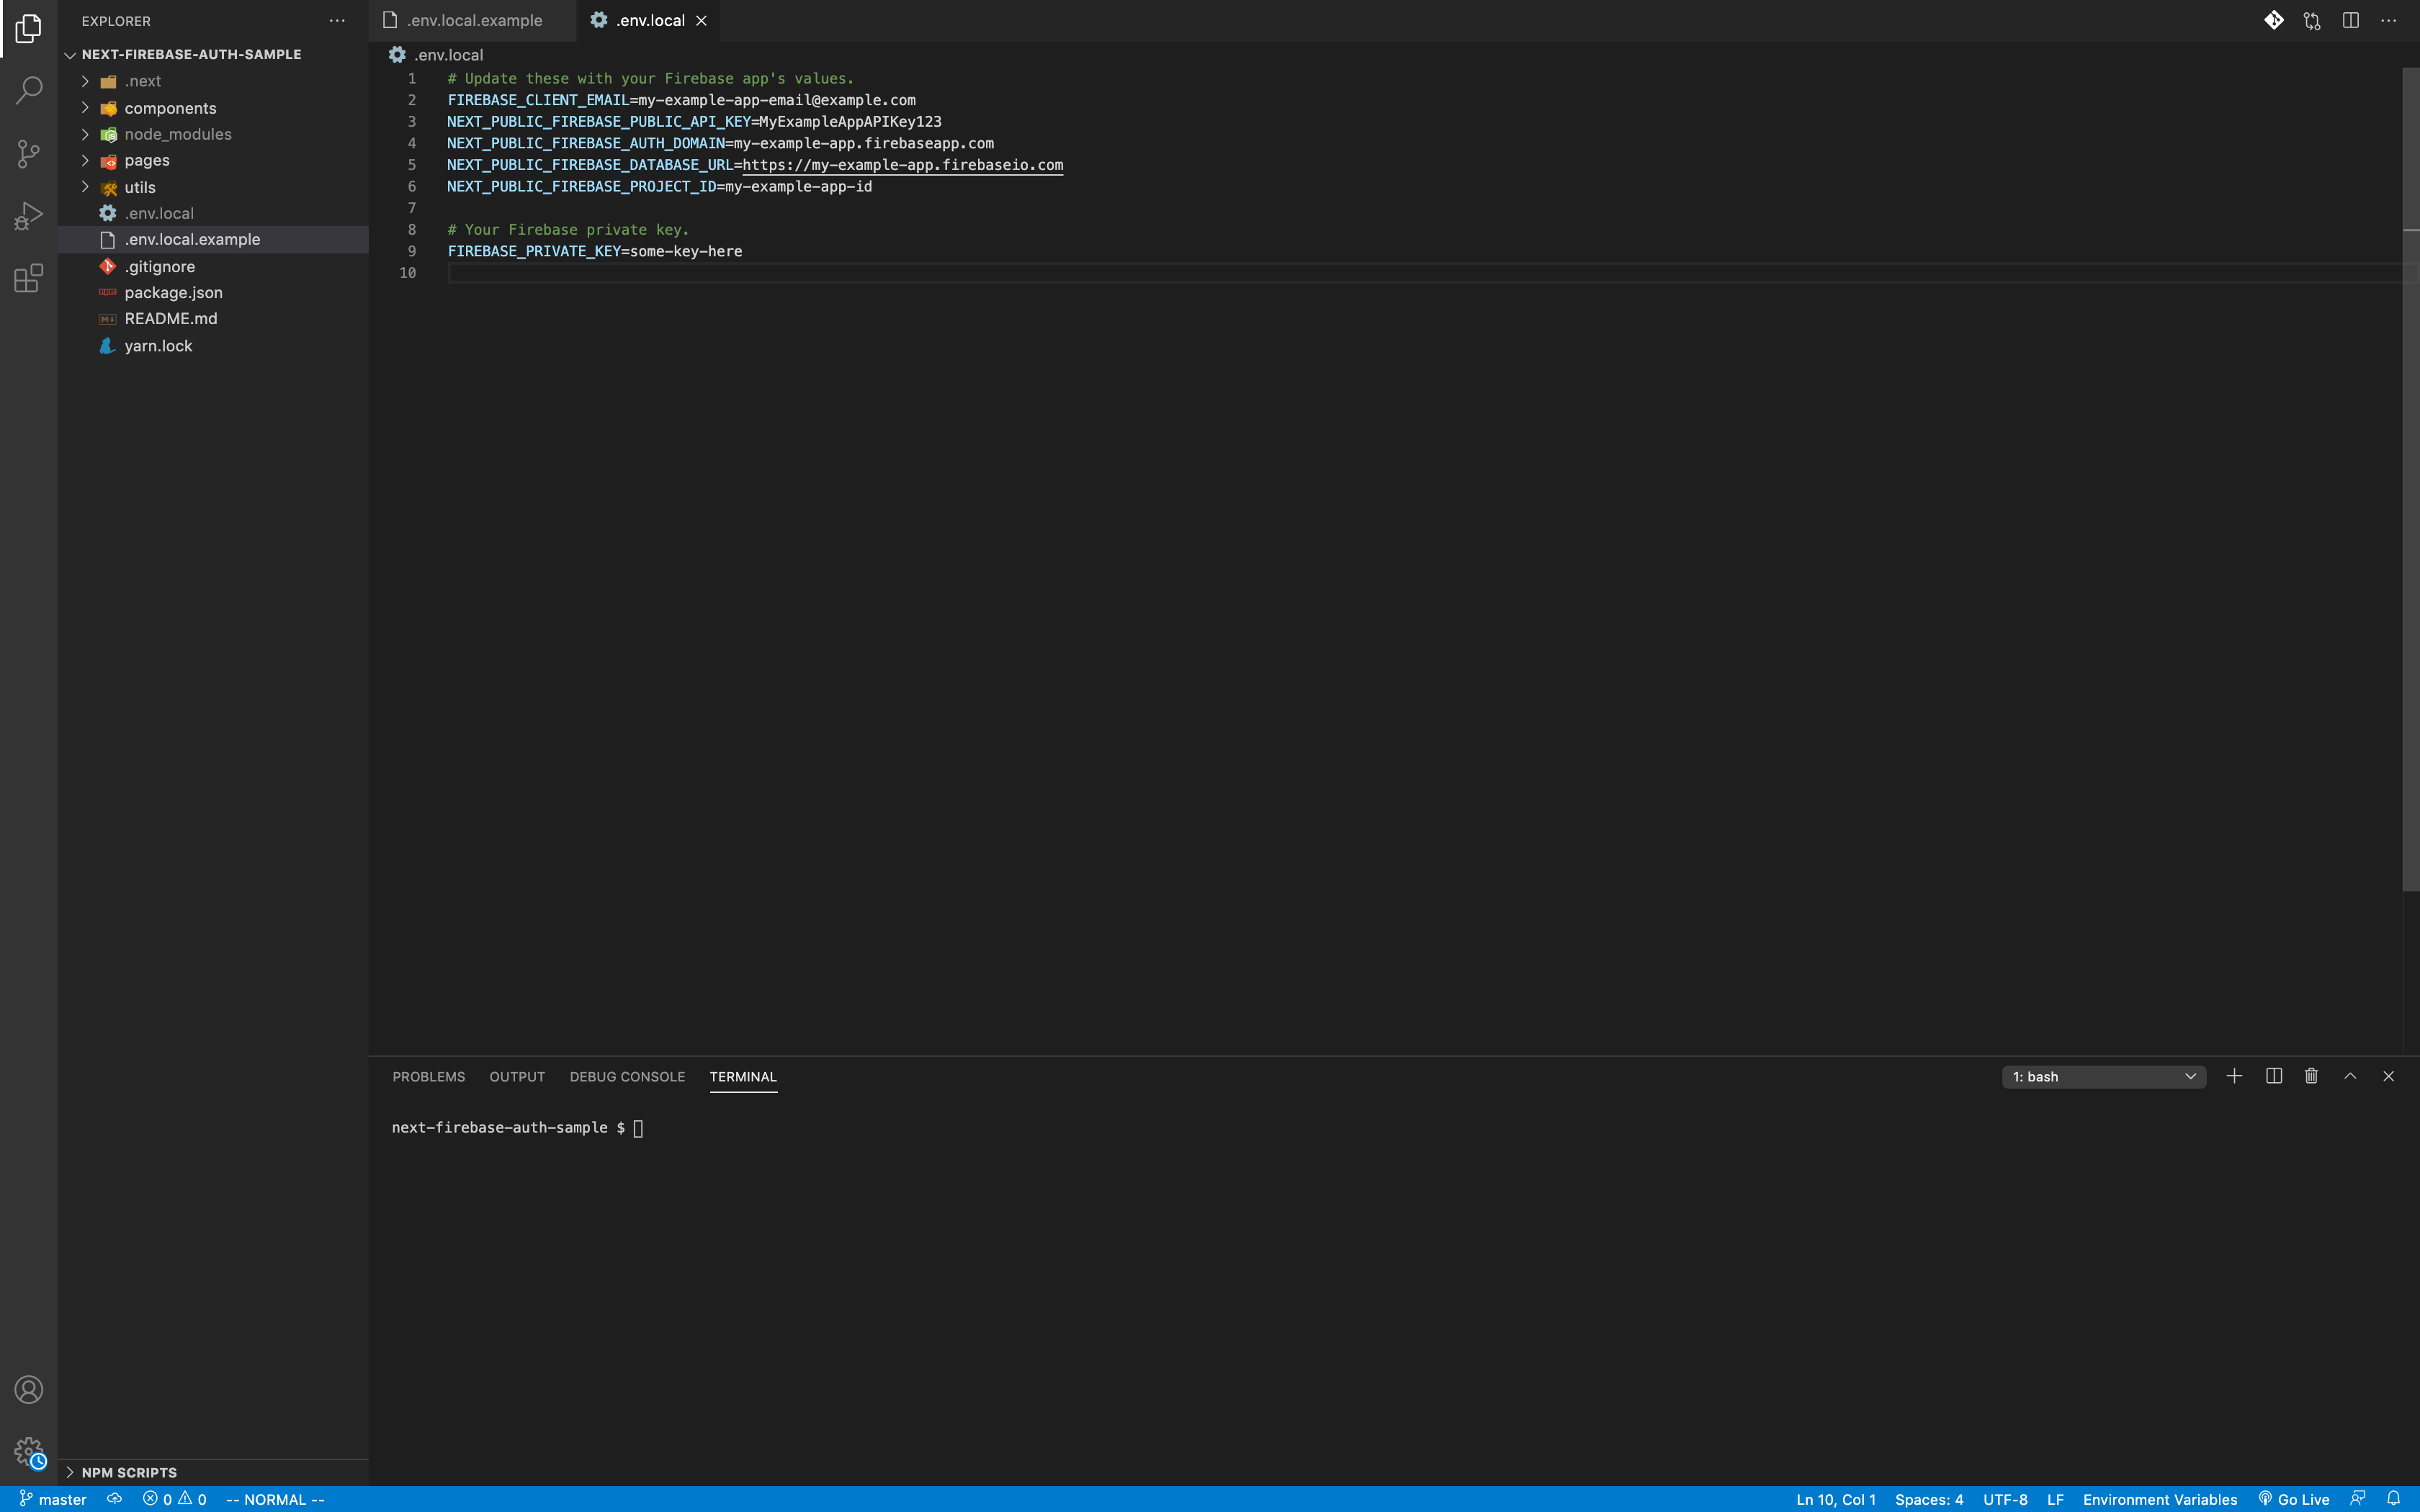 EXPLORER
NEXT-FIREBASE-AUTH-SAMPLE
.next
components
node_modules
pages
utils
.env.local
.env.local.example
.gitignore
package.json
README.md
yarn.lock
NPM SCRIPTS
.env.local.example
.env.local
.env.local
1 # Update these with your Firebase app's values.
2 FIREBASE_CLIENT_EMAIL=my-example-app-email@example.com
3 NEXT_PUBLIC_FIREBASE_PUBLIC_API_KEY=MyExampleAppAPIKey123
4 NEXT_PUBLIC_FIREBASE_AUTH_DOMAIN=my-example-app.firebaseapp.com
5 NEXT_PUBLIC_FIREBASE_DATABASE_URL=https://my-example-app.firebaseio.com
6 NEXT_PUBLIC_FIREBASE_PROJECT_ID=my-example-app-id
7
8 # Your Firebase private key.
9 FIREBASE_PRIVATE_KEY=some-key-here
10
PROBLEMS OUTPUT DEBUG CONSOLE TERMINAL 1: bash
next-firebase-auth-sample $
master 0 0 -- NORMAL -- Ln 10, Col 1 Spaces: 4 UTF-8 LF Environment Variables Go Live